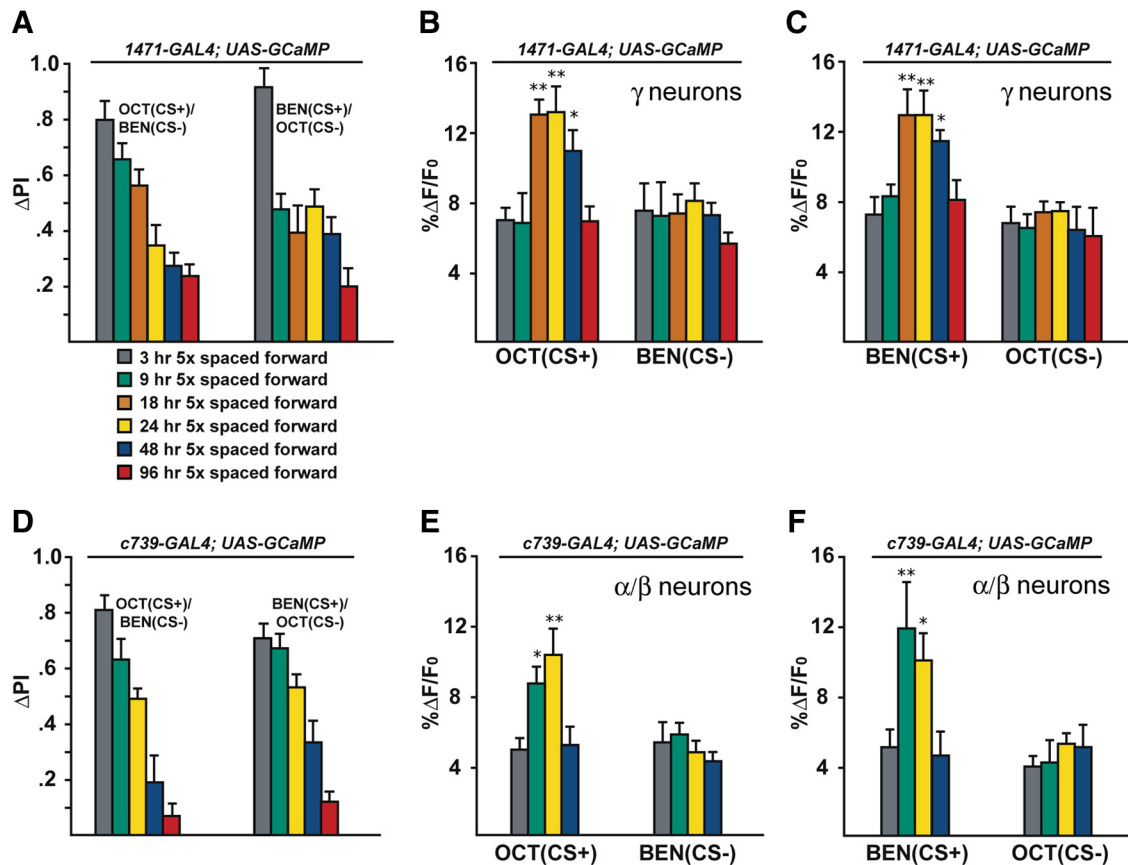 A
1471-GAL4; UAS-GCaMP
1.0
.8
.6
.4
.2
ΔPI
OCT(CS+)/
BEN(CS-)
BEN(CS+)/
OCT(CS-)
3 hr 5x spaced forward
9 hr 5x spaced forward
18 hr 5x spaced forward
24 hr 5x spaced forward
48 hr 5x spaced forward
96 hr 5x spaced forward
B
1471-GAL4; UAS-GCaMP
16
12
8
4
%ΔF/F0
** ** *
γ neurons
OCT(CS+) BEN(CS-)
C
1471-GAL4; UAS-GCaMP
16
12
8
4
%ΔF/F0
** ** *
γ neurons
BEN(CS+) OCT(CS-)
D
c739-GAL4; UAS-GCaMP
1.0
.8
.6
.4
.2
ΔPI
OCT(CS+)/
BEN(CS-)
BEN(CS+)/
OCT(CS-)
E
c739-GAL4; UAS-GCaMP
16
12
8
4
%ΔF/F0
* **
α/β neurons
OCT(CS+) BEN(CS-)
F
c739-GAL4; UAS-GCaMP
16
12
8
4
%ΔF/F0
** *
α/β neurons
BEN(CS+) OCT(CS-)